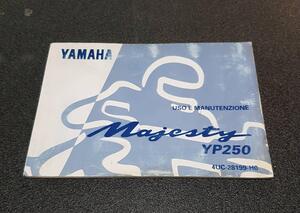 YAMAHA
USO E MANUTENZIONE
Majesty
YP250
4UC-28199-H0